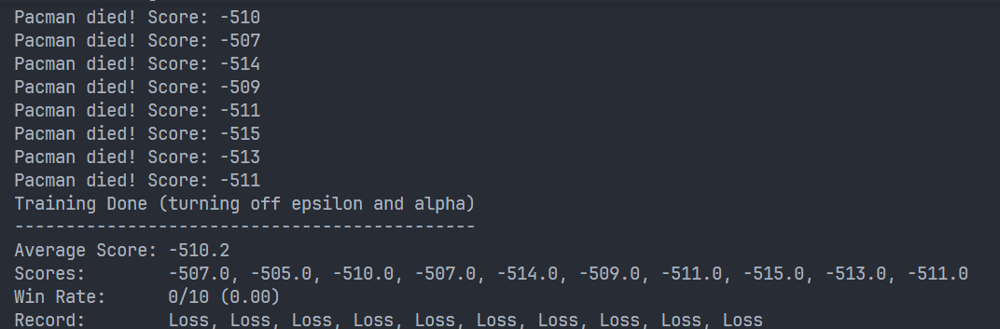 Pacman died! Score: -510
Pacman died! Score: -507
Pacman died! Score: -514
Pacman died! Score: -509
Pacman died! Score: -511
Pacman died! Score: -515
Pacman died! Score: -513
Pacman died! Score: -511
Training Done (turning off epsilon and alpha)
---------------------------------------------
Average Score: -510.2
Scores:        -507.0, -505.0, -510.0, -507.0, -514.0, -509.0, -511.0, -515.0, -513.0, -511.0
Win Rate:      0/10 (0.00)
Record:        Loss, Loss, Loss, Loss, Loss, Loss, Loss, Loss, Loss, Loss